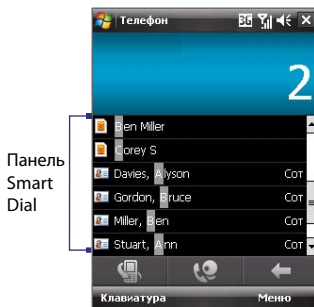 Телефон
3G
2
Ben Miller
Corey S
Davies, Alyson Сот
Gordon, Bruce Сот
Miller, Ben Сот
Stuart, Ann Сот
Клавиатура Меню
Панель
Smart
Dial